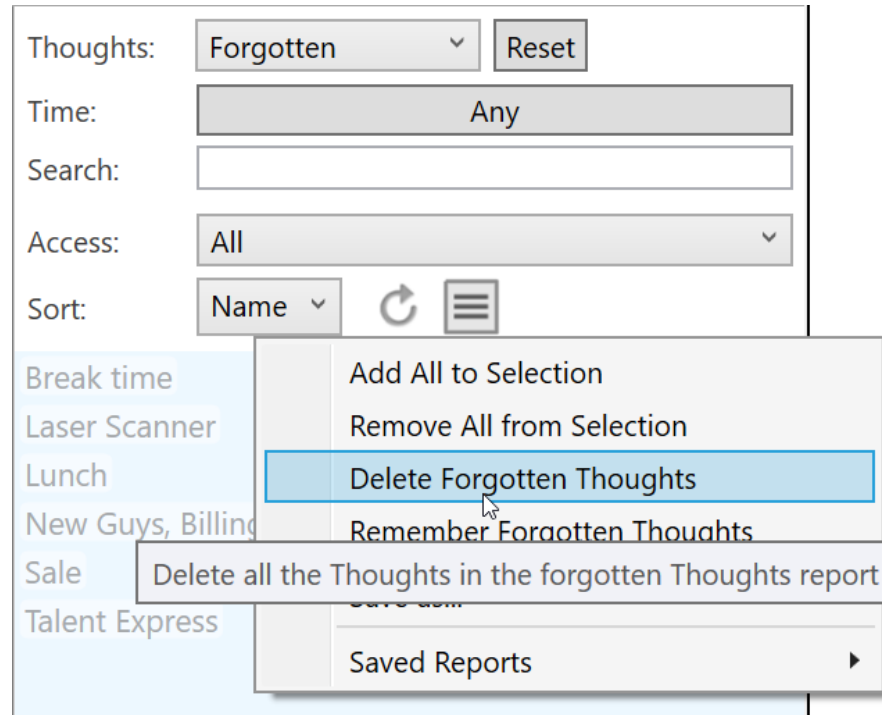 Thoughts: Forgotten Reset
Time: Any
Search:
Access: All
Sort: Name
Break time
Add All to Selection
Laser Scanner
Remove All from Selection
Lunch
Delete Forgotten Thoughts
New Guys, Billing
Remember Forgotten Thoughts
Sale
Delete all the Thoughts in the forgotten Thoughts report
Save as...
Talent Express
Saved Reports